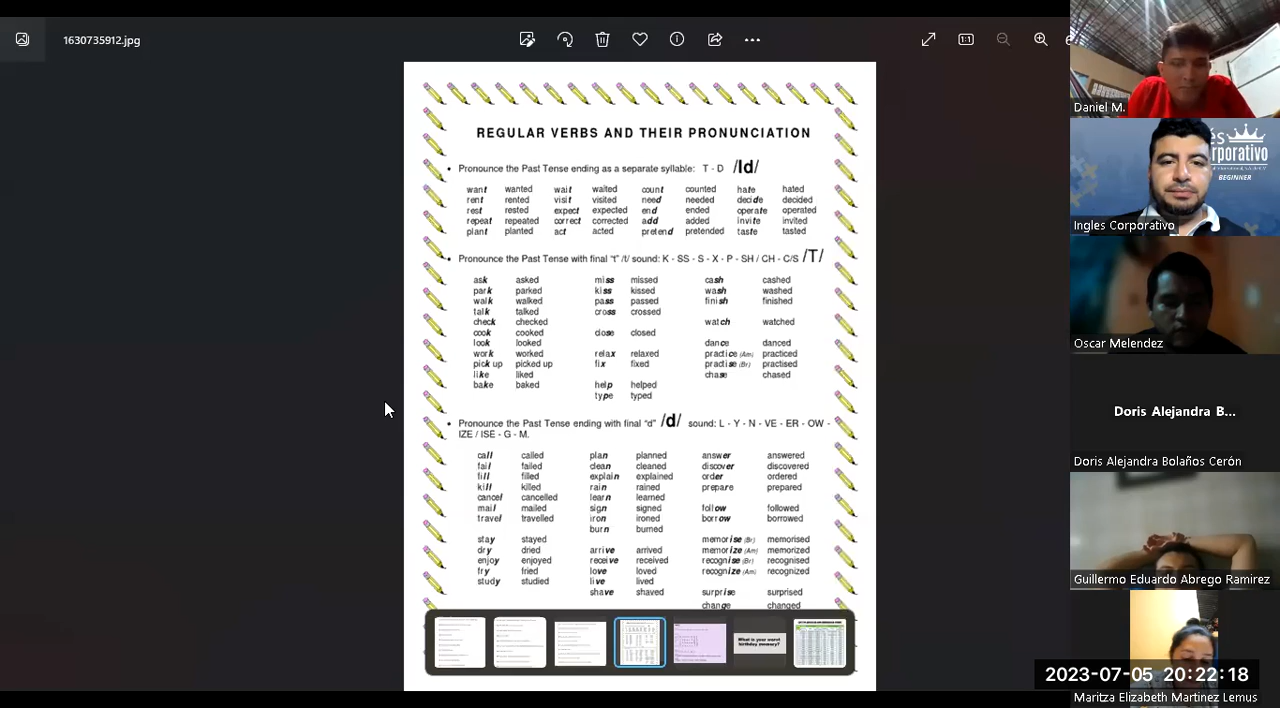 1630735912.jpg
REGULAR VERBS AND THEIR PRONUNCIATION
• Pronounce the Past Tense ending as a separate syllable: T - D /Id/
want wanted wait waited count counted hate hated
rent rented visit visited need needed decide decided
rest rested expect expected end ended operate operated
repeat repeated correct corrected add added invite invited
plant planted act acted pretend pretended taste tasted
• Pronounce the Past Tense with final "t" /t/ sound: K - SS - S - X - P - SH / CH - C/S /T/
ask asked miss missed cash cashed
park parked kiss kissed wash washed
walk walked pass passed finish finished
talk talked cross crossed
check checked watch watched
cook cooked close closed
look looked dance danced
work worked relax relaxed practice (Am) practiced
pick up picked up fix fixed practise (Br) practised
like liked chase chased
bake baked help helped
type typed
• Pronounce the Past Tense ending with final "d" /d/ sound: L - Y - N - VE - ER - OW -
IZE / ISE - G - M.
call called plan planned answer answered
fail failed clean cleaned discover discovered
fill filled explain explained order ordered
kill killed rain rained prepare prepared
cancel cancelled learn learned
mail mailed sign signed follow followed
travel travelled iron ironed borrow borrowed
burn burned
stay stayed memorise (Br) memorised
dry dried arrive arrived memorize (Am) memorized
enjoy enjoyed receive received recognise (Br) recognised
fry fried love loved recognize (Am) recognized
study studied live lived
shave shaved surprise surprised
change changed
What is your worst
birthday memory?
Daniel M.
és
rporativo
BEGINNER
Ingles Corporativo
Oscar Melendez
Doris Alejandra B...
Doris Alejandra Bolaños Cerón
Guillermo Eduardo Abrego Ramirez
2023-07-05 20:22:18
Maritza Elizabeth Martinez Lemus